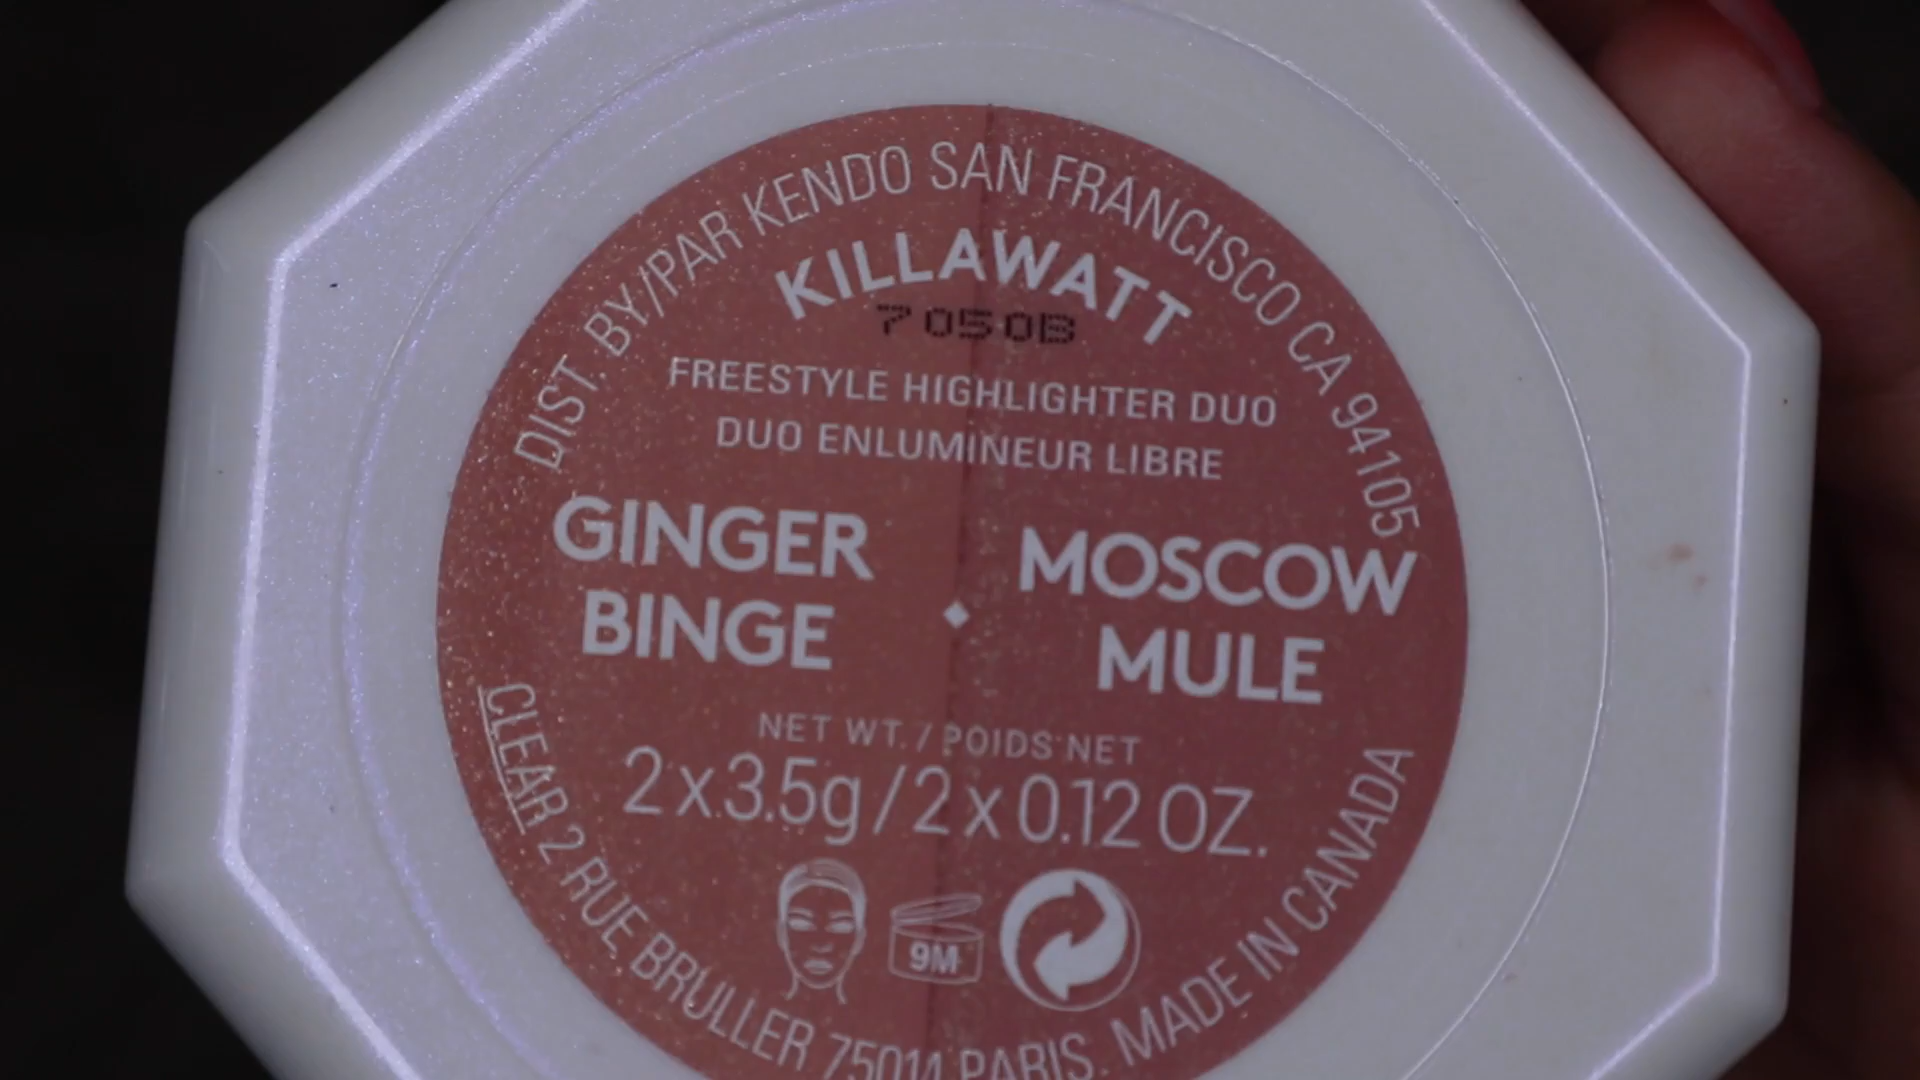 DIST. BY/PAR KENDO SAN FRANCISCO CA 94105
KILLAWATT
7 050B
FREESTYLE HIGHLIGHTER DUO
DUO ENLUMINEUR LIBRE
GINGER
BINGE
MOSCOW
MULE
NET WT. / POIDS NET
2 x 3.5g / 2 x 0.12 OZ.
9M
CLEAR 2 RUE BRULLER 75014 PARIS. MADE IN CANADA